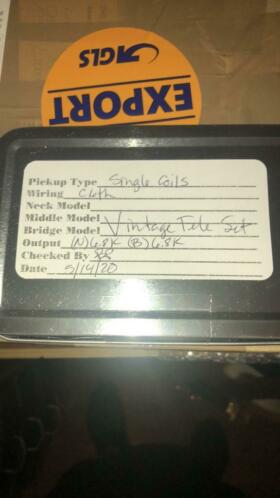 GLS
EXPORT
Pickup Type Single Coils
Wiring Cloth
Neck Model
Middle Model
Bridge Model Vintage Tele Set
Output (N) 6.8K (B) 6.8K
Checked By
Date 5/14/20